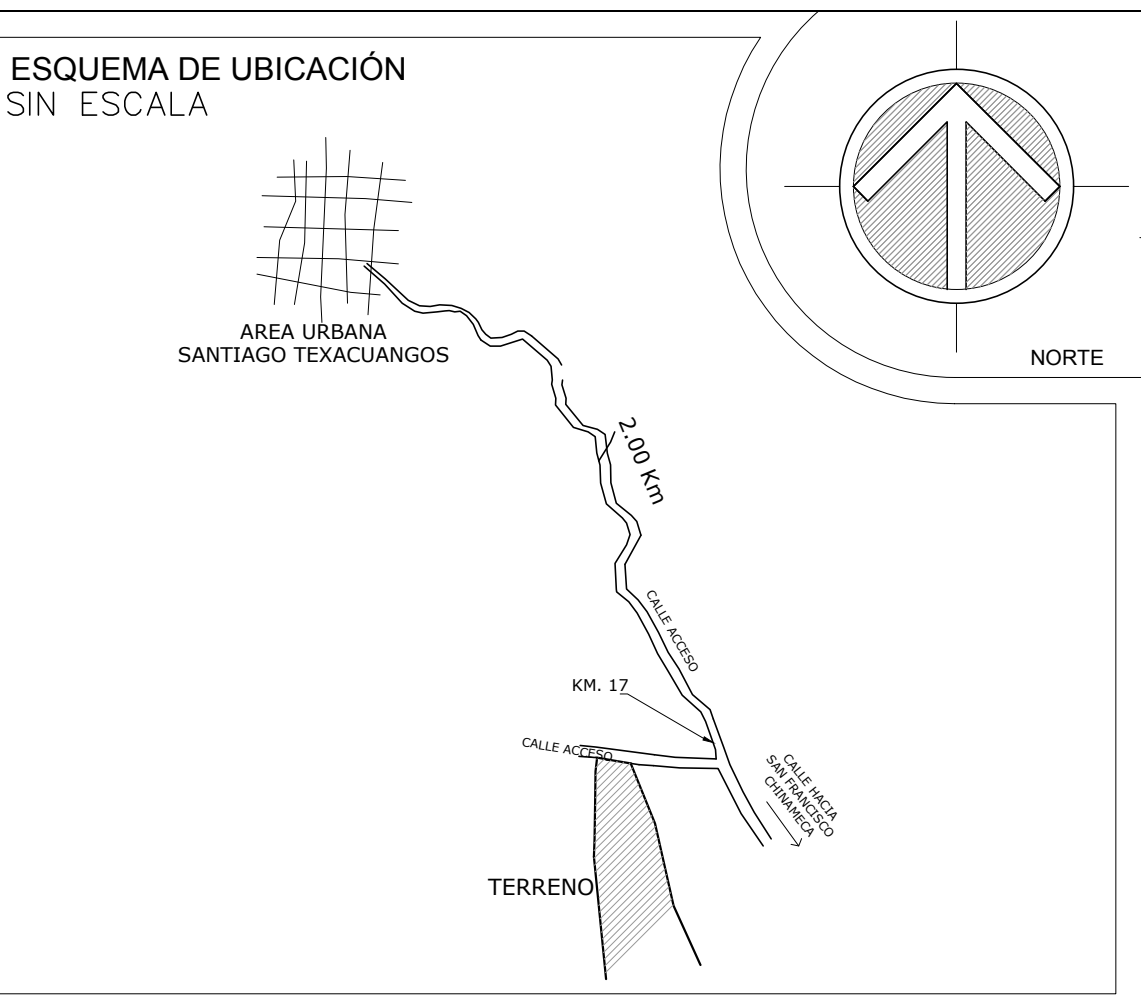 ESQUEMA DE UBICACIÓN
SIN ESCALA
NORTE
AREA URBANA
SANTIAGO TEXACUANGOS
2.00 Km
CALLE ACCESO
KM. 17
CALLE ACCESO
CALLE HACIA
SAN FRANCISCO
CHINAMECA
TERRENO